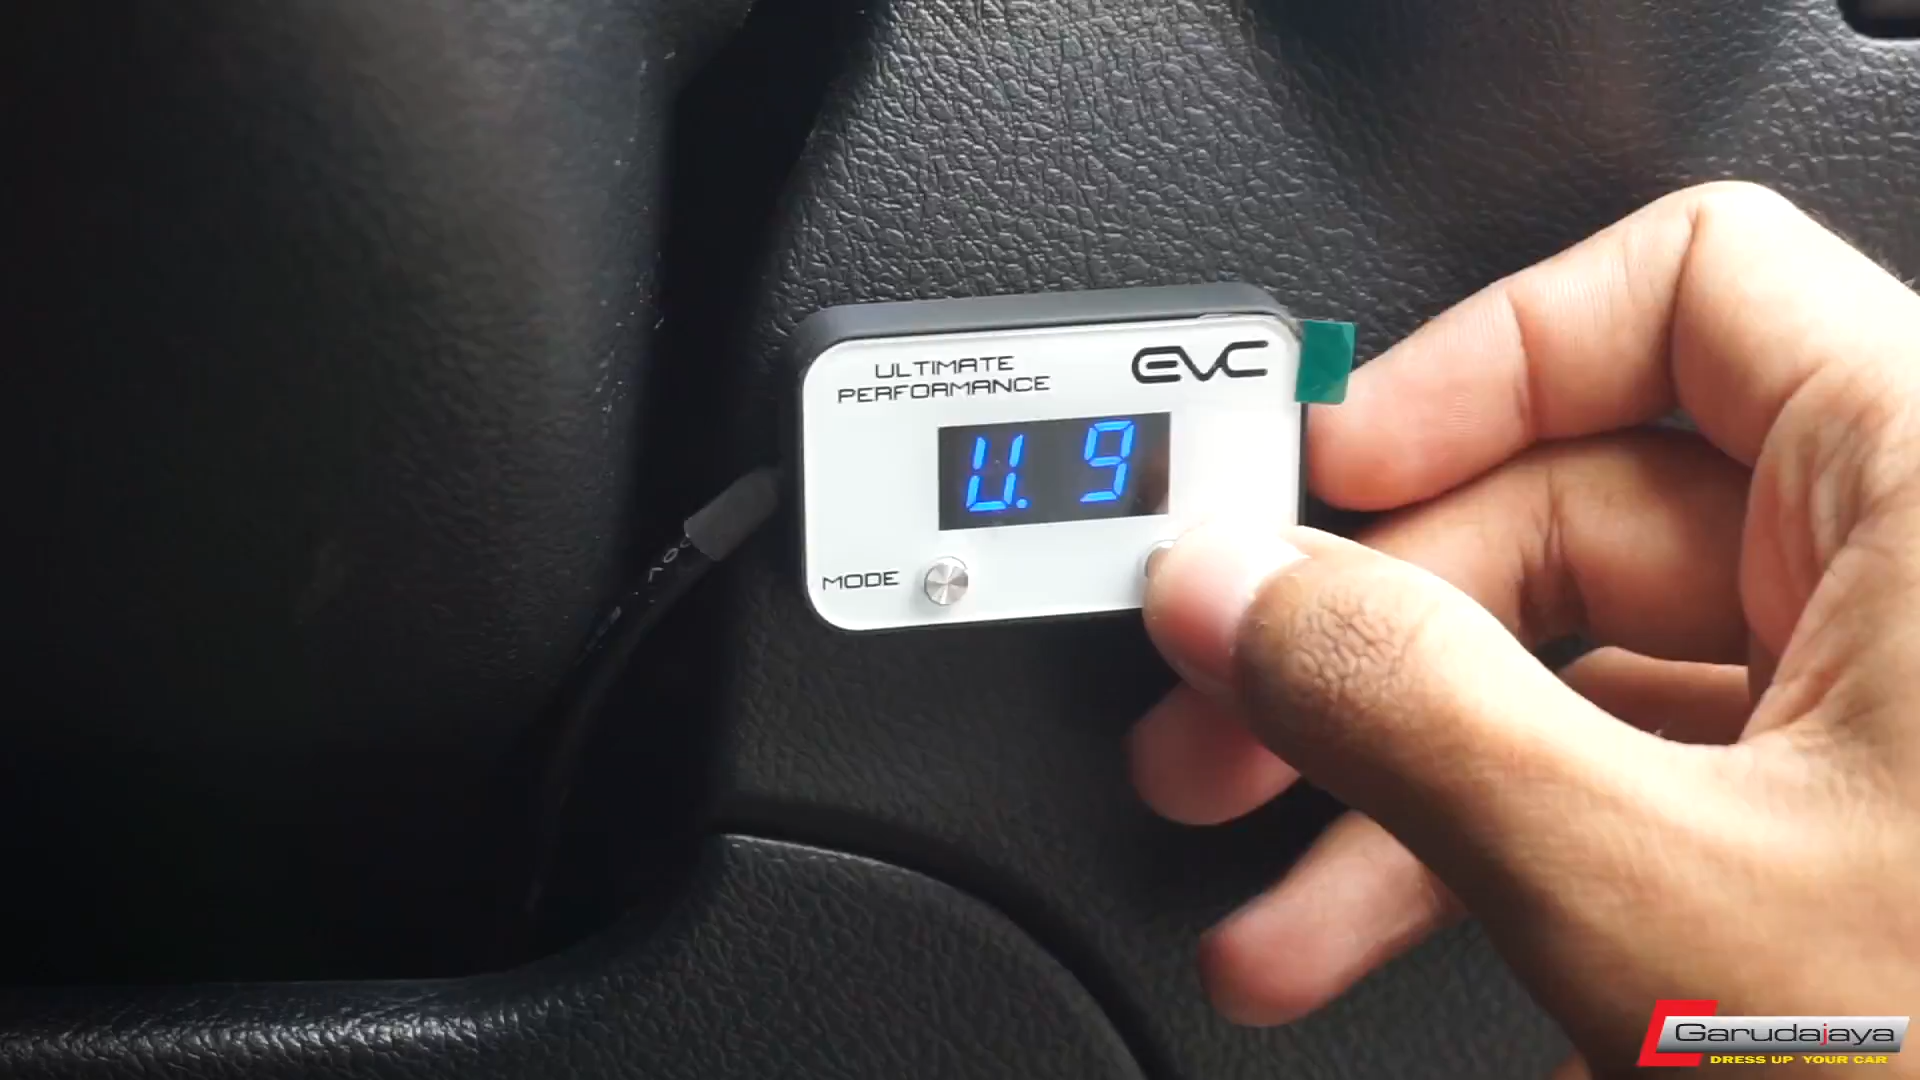 ULTIMATE
PERFORMANCE
EVC
U. 9
MODE
Garudajaya
DRESS UP YOUR CAR